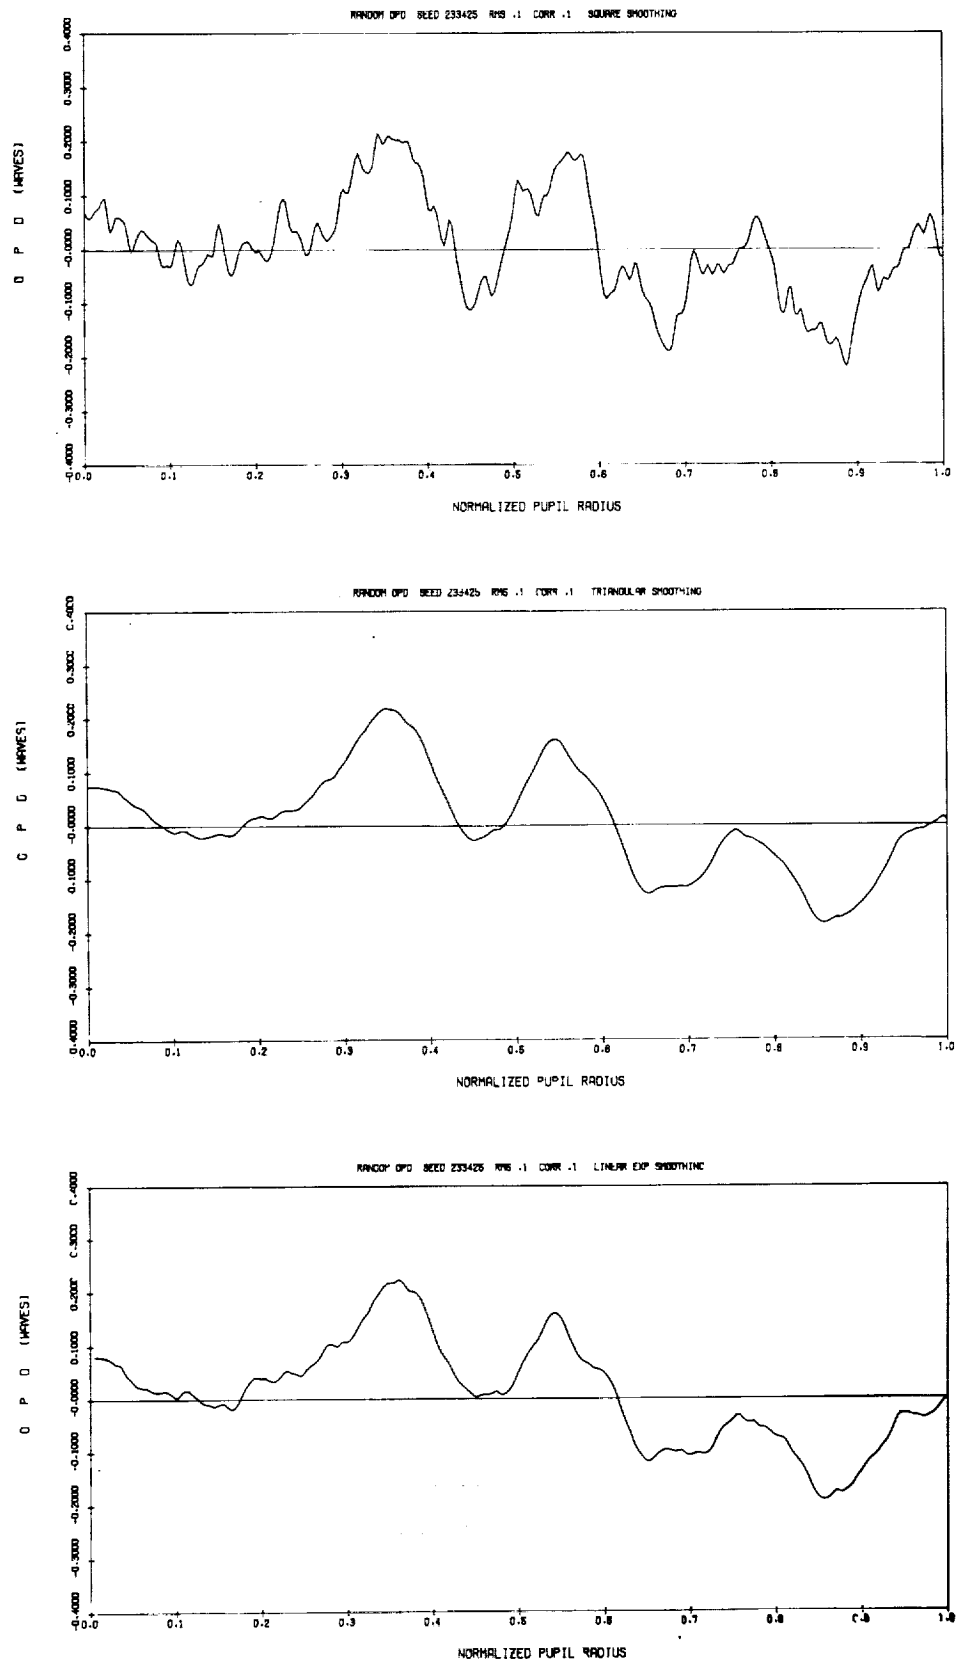 RANDOM OPD SEED 233425 RMS .1 CORR .1 SQUARE SMOOTHING
0.4000
0.3000
0.2000
0.1000
-0.0000
-0.1000
-0.2000
-0.3000
O P D (WAVES)
0.0 0.1 0.2 0.3 0.4 0.5 0.6 0.7 0.8 0.9 1.0
NORMALIZED PUPIL RADIUS
RANDOM OPD SEED 233425 RMS .1 CORR .1 TRIANGULAR SMOOTHING
0.3000
0.2000
0.1000
-0.0000
-0.2000
-0.3000
O P D (WAVES)
0.0 0.1 0.2 0.3 0.4 0.5 0.6 0.7 0.8 0.9 1.0
NORMALIZED PUPIL RADIUS
RANDOM OPD SEED 233425 RMS .1 CORR .1 LINEAR EXP SMOOTHING
0.2000
0.1000
-0.0000
-0.1000
-0.2000
-0.3000
O P D (WAVES)
0.0 0.1 0.2 0.3 0.4 0.5 0.6 0.7 0.8 1.0
NORMALIZED PUPIL RADIUS